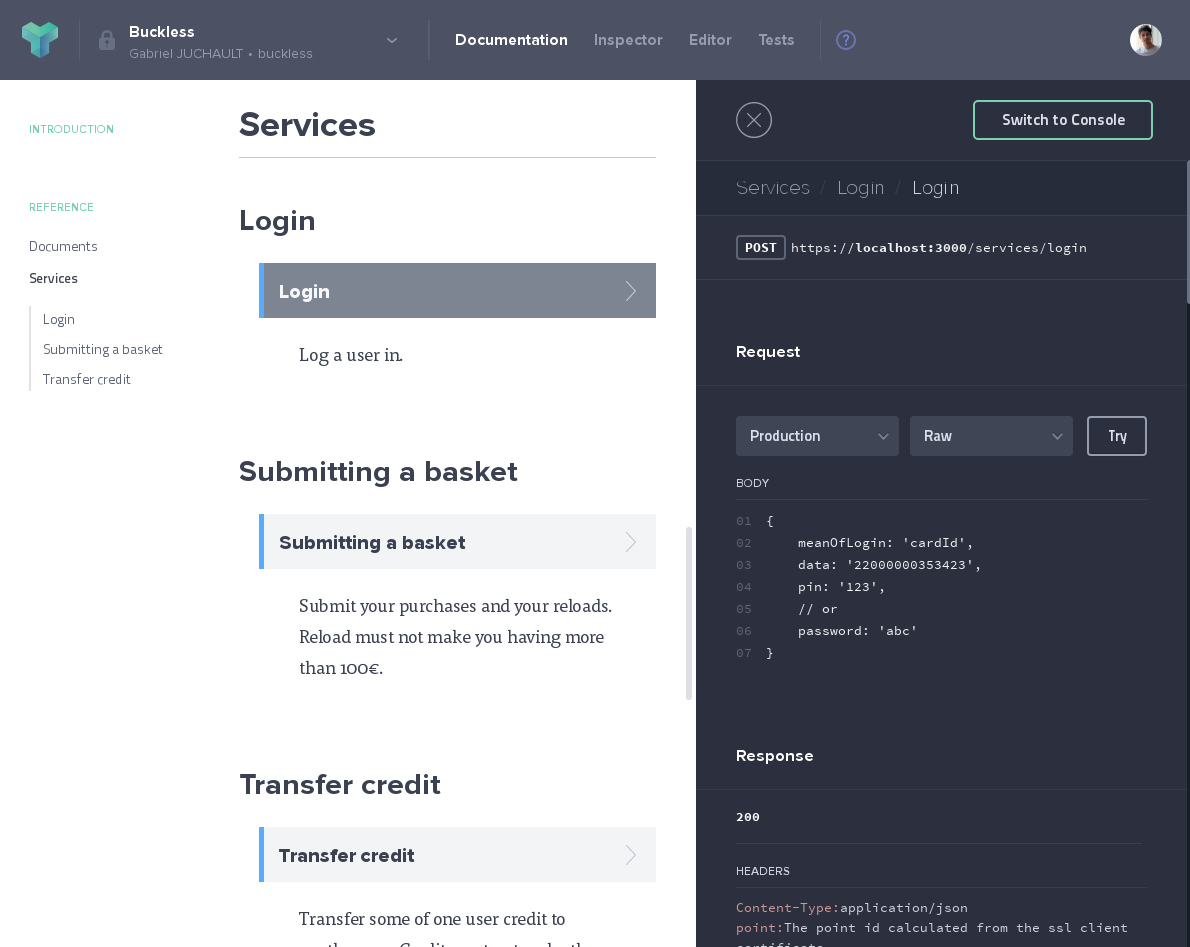 Buckless
Gabriel JUCHAULT • buckless
Documentation
Inspector
Editor
Tests
?
INTRODUCTION
REFERENCE
Documents
Services
Login
Submitting a basket
Transfer credit
Services
Login
Login
Log a user in.
Submitting a basket
Submitting a basket
Submit your purchases and your reloads.
Reload must not make you having more
than 100€.
Transfer credit
Transfer credit
Transfer some of one user credit to
Switch to Console
Services / Login / Login
POST https://localhost:3000/services/login
Request
Production
Raw
Try
BODY
01 {
02 meanOfLogin: 'cardId',
03 data: '22000000353423',
04 pin: '123',
05 // or
06 password: 'abc'
07 }
Response
200
HEADERS
Content-Type:application/json
point:The point id calculated from the ssl client
certificate